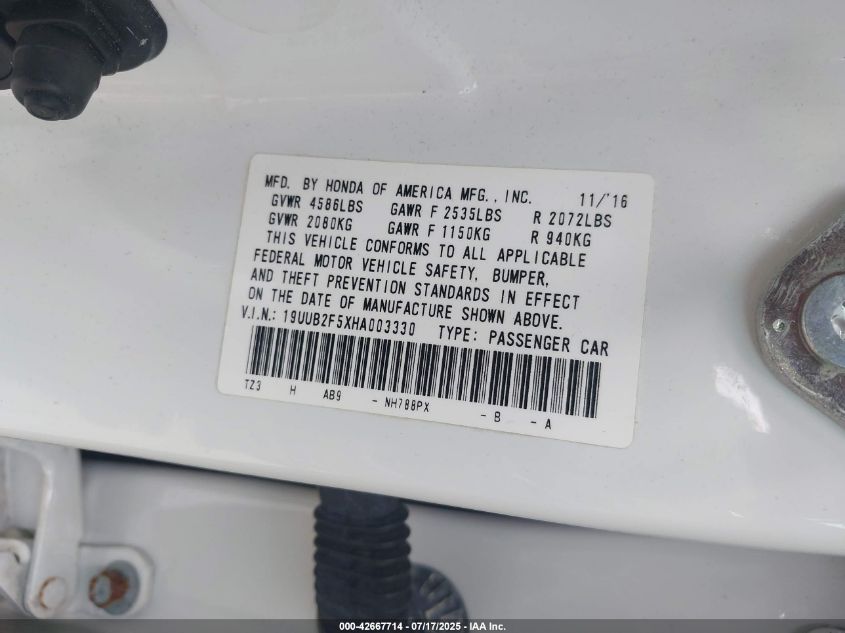 MFD. BY HONDA OF AMERICA MFG., INC. 11/'16
GVWR 4586LBS GAWR F 2535LBS R 2072LBS
GVWR 2080KG GAWR F 1150KG R 940KG
THIS VEHICLE CONFORMS TO ALL APPLICABLE
FEDERAL MOTOR VEHICLE SAFETY, BUMPER,
AND THEFT PREVENTION STANDARDS IN EFFECT
ON THE DATE OF MANUFACTURE SHOWN ABOVE.
V.I.N.: 19UUB2F5XHA003330 TYPE: PASSENGER CAR
TZ3 H AB9 - NH788PX - B - A
000-42667714 - 07/17/2025 - IAA Inc.